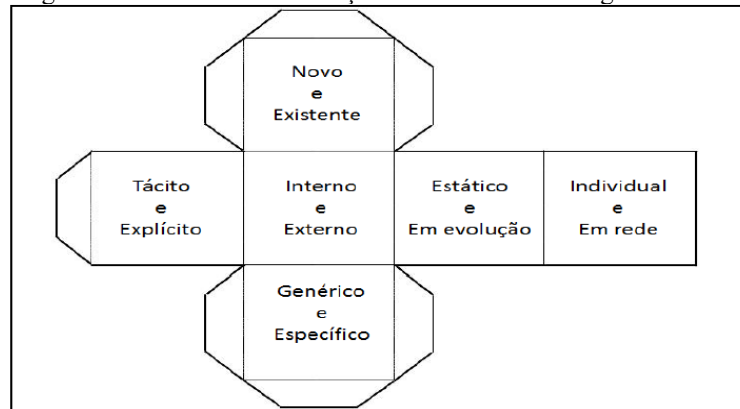 Novo
e
Existente
Tácito
e
Explícito
Interno
e
Externo
Estático
e
Em evolução
Individual
e
Em rede
Genérico
e
Específico